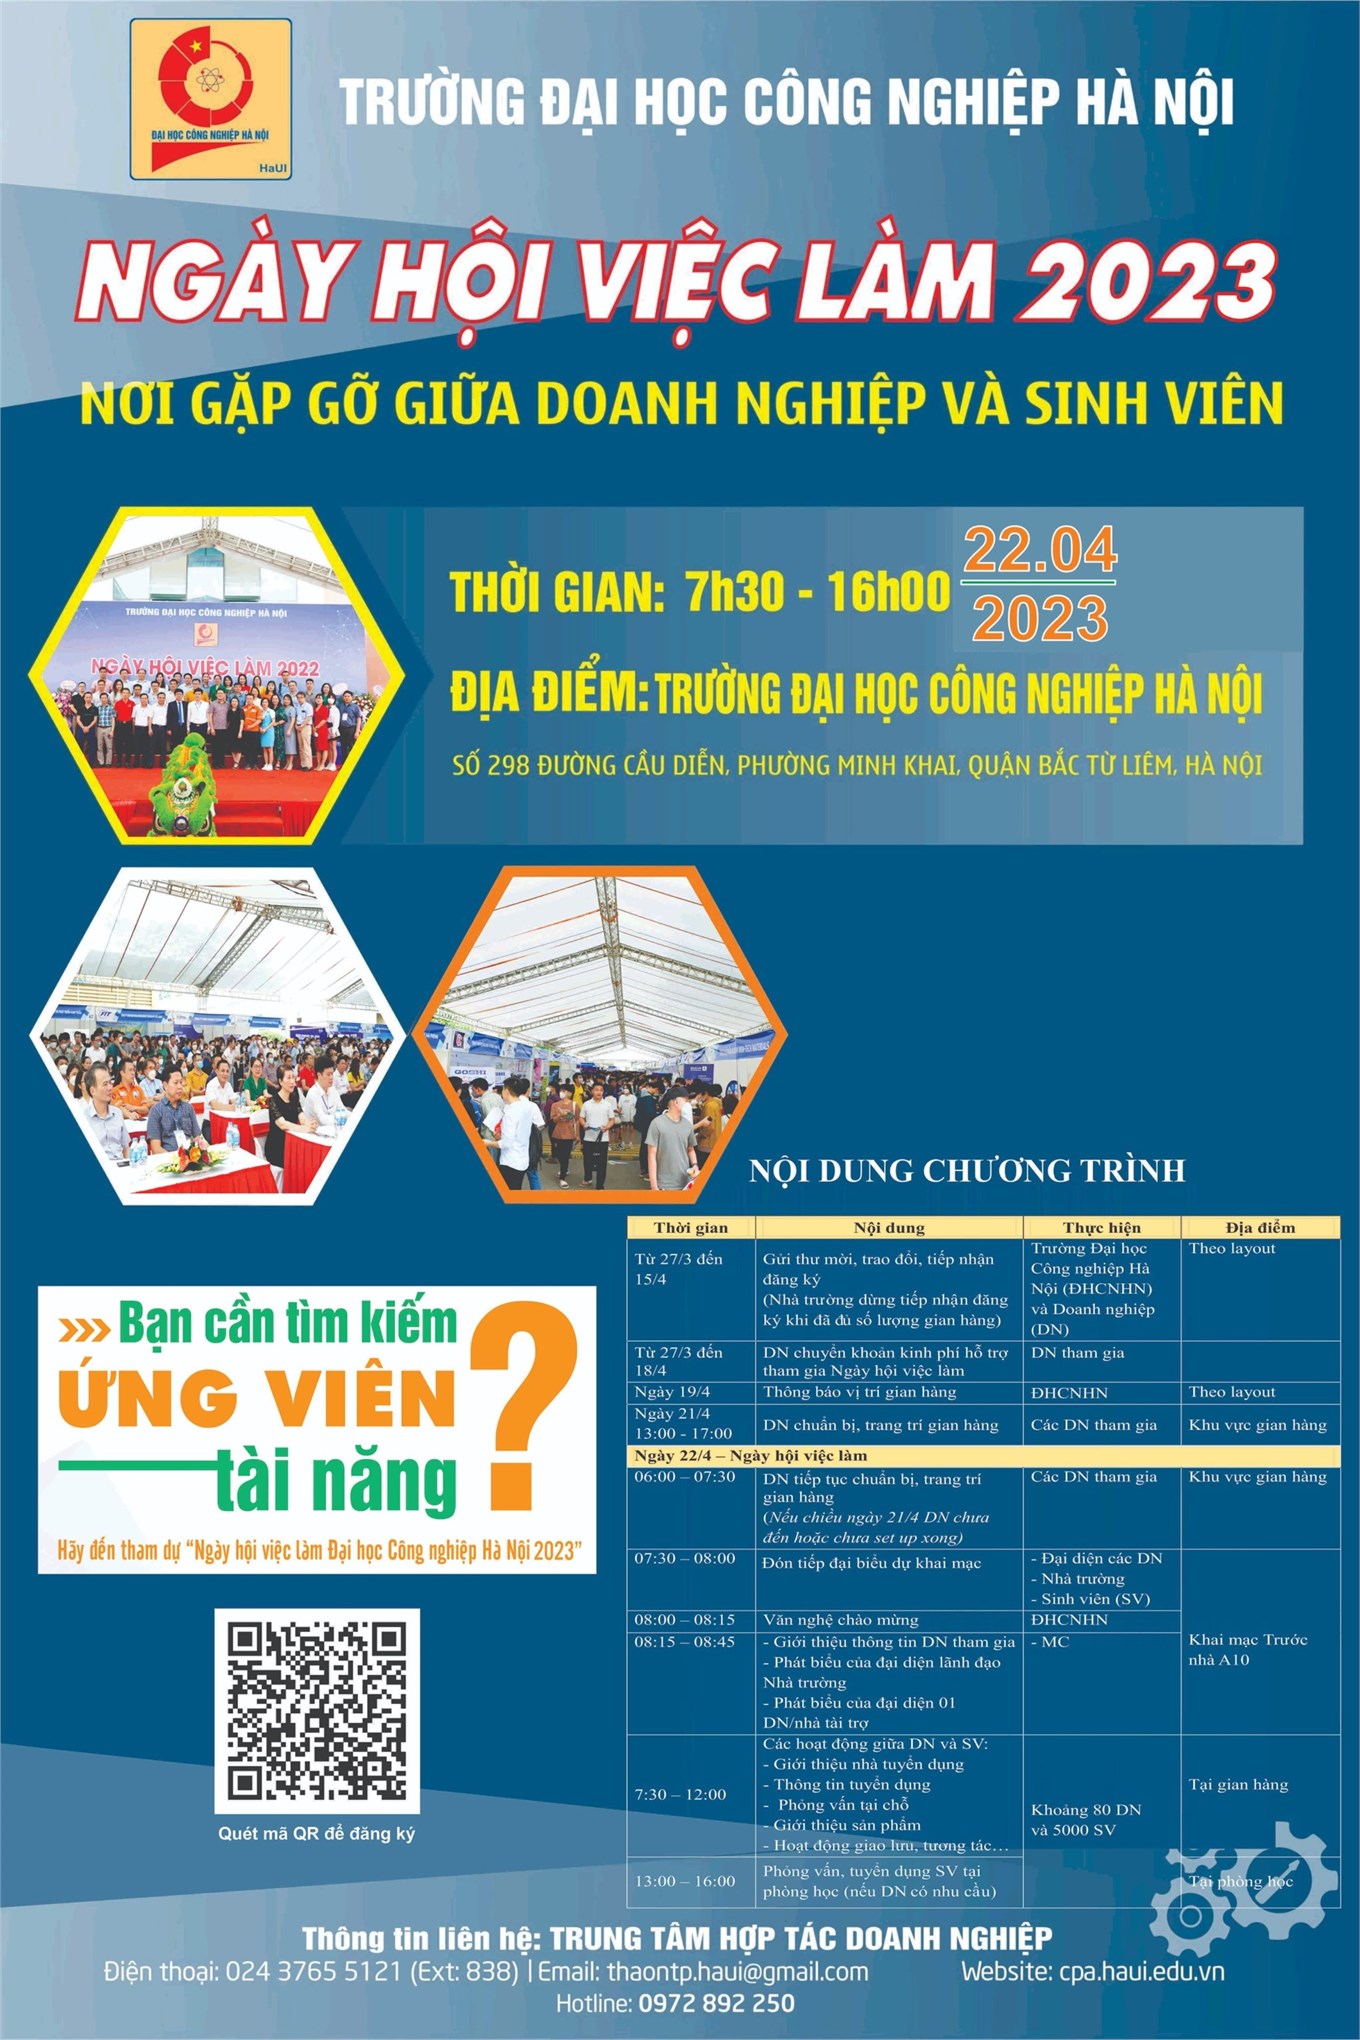 ĐẠI HỌC CÔNG NGHIỆP HÀ NỘI
HaUI
TRƯỜNG ĐẠI HỌC CÔNG NGHIỆP HÀ NỘI
NGÀY HỘI VIỆC LÀM 2023
NƠI GẶP GỠ GIỮA DOANH NGHIỆP VÀ SINH VIÊN
TRƯỜNG ĐẠI HỌC CÔNG NGHIỆP HÀ NỘI
NGÀY HỘI VIỆC LÀM 2022
THỜI GIAN: 7h30 - 16h00 22.04
2023
ĐỊA ĐIỂM: TRƯỜNG ĐẠI HỌC CÔNG NGHIỆP HÀ NỘI
SỐ 298 ĐƯỜNG CẦU DIỄN, PHƯỜNG MINH KHAI, QUẬN BẮC TỪ LIÊM, HÀ NỘI
FIT
GOSHI
NỘI DUNG CHƯƠNG TRÌNH
Thời gian Nội dung Thực hiện Địa điểm
Từ 27/3 đến
15/4
Gửi thư mời, trao đổi, tiếp nhận
đăng ký
(Nhà trường dừng tiếp nhận đăng
ký khi đã đủ số lượng gian hàng)
Trường Đại học
Công nghiệp Hà
Nội (ĐHCNHN)
và Doanh nghiệp
(DN)
Theo layout
Từ 27/3 đến
18/4
DN chuyển khoản kinh phí hỗ trợ
tham gia Ngày hội việc làm
DN tham gia
Ngày 19/4 Thông báo vị trí gian hàng ĐHCNHN Theo layout
Ngày 21/4
13:00 - 17:00
DN chuẩn bị, trang trí gian hàng Các DN tham gia Khu vực gian hàng
Ngày 22/4 – Ngày hội việc làm
06:00 – 07:30
DN tiếp tục chuẩn bị, trang trí
gian hàng
(Nếu chiều ngày 21/4 DN chưa
đến hoặc chưa set up xong)
Các DN tham gia Khu vực gian hàng
07:30 – 08:00 Đón tiếp đại biểu dự khai mạc
- Đại diện các DN
- Nhà trường
- Sinh viên (SV)
08:00 – 08:15 Văn nghệ chào mừng ĐHCNHN
08:15 – 08:45
- Giới thiệu thông tin DN tham gia
- Phát biểu của đại diện lãnh đạo
Nhà trường
- Phát biểu của đại diện 01
DN/nhà tài trợ
- MC
Khai mạc Trước
nhà A10
7:30 – 12:00
Các hoạt động giữa DN và SV:
- Giới thiệu nhà tuyển dụng
- Thông tin tuyển dụng
- Phỏng vấn tại chỗ
- Giới thiệu sản phẩm
- Hoạt động giao lưu, tương tác…
Khoảng 80 DN
và 5000 SV
Tại gian hàng
13:00 – 16:00
Phỏng vấn, tuyển dụng SV tại
phòng học (nếu DN có nhu cầu)
Tại phòng học
>>> Bạn cần tìm kiếm
ỨNG VIÊN
tài năng
?
Hãy đến tham dự “Ngày hội việc làm Đại học Công nghiệp Hà Nội 2023”
Quét mã QR để đăng ký
Thông tin liên hệ: TRUNG TÂM HỢP TÁC DOANH NGHIỆP
Điện thoại: 024 3765 5121 (Ext: 838) | Email: thaontp.haui@gmail.com Website: cpa.haui.edu.vn
Hotline: 0972 892 250